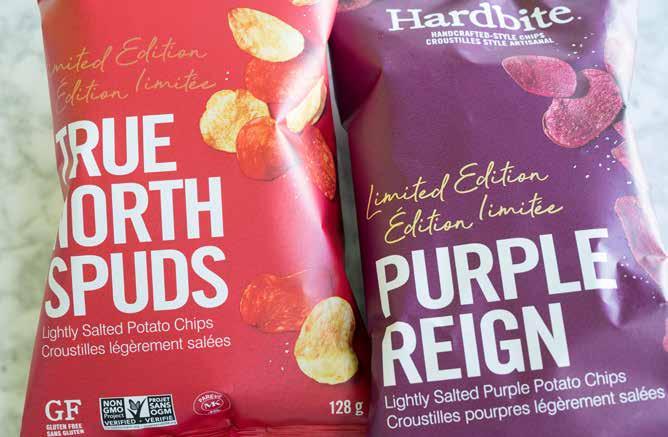 Limited Edition
Édition limitée
TRUE
NORTH
SPUDS
Lightly Salted Potato Chips
Croustilles légèrement salées
GF
GLUTEN FREE
SANS GLUTEN
NON
GMO
Project
VERIFIED
PROJET
SANS
OGM
VÉRIFIÉ
PAREVE
MK
128 g
Hardbite
HANDCRAFTED-STYLE CHIPS
CROUSTILLES STYLE ARTISANAL
Limited Edition
Édition limitée
PURPLE
REIGN
Lightly Salted Purple Potato Chips
Croustilles pourpres légèrement salées